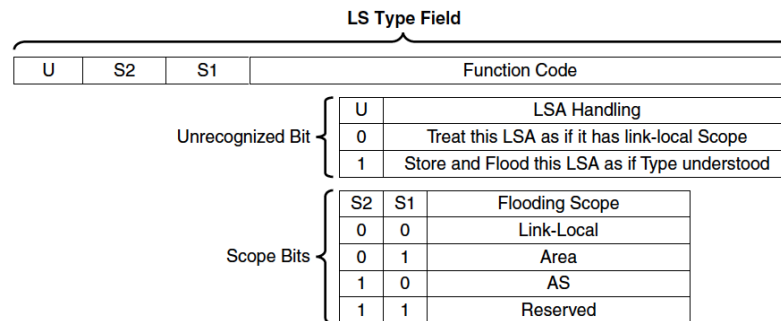 LS Type Field
U S2 S1 Function Code
U LSA Handling
Unrecognized Bit 0 Treat this LSA as if it has link-local Scope
1 Store and Flood this LSA as if Type understood
S2 S1 Flooding Scope
0 0 Link-Local
Scope Bits 0 1 Area
1 0 AS
1 1 Reserved